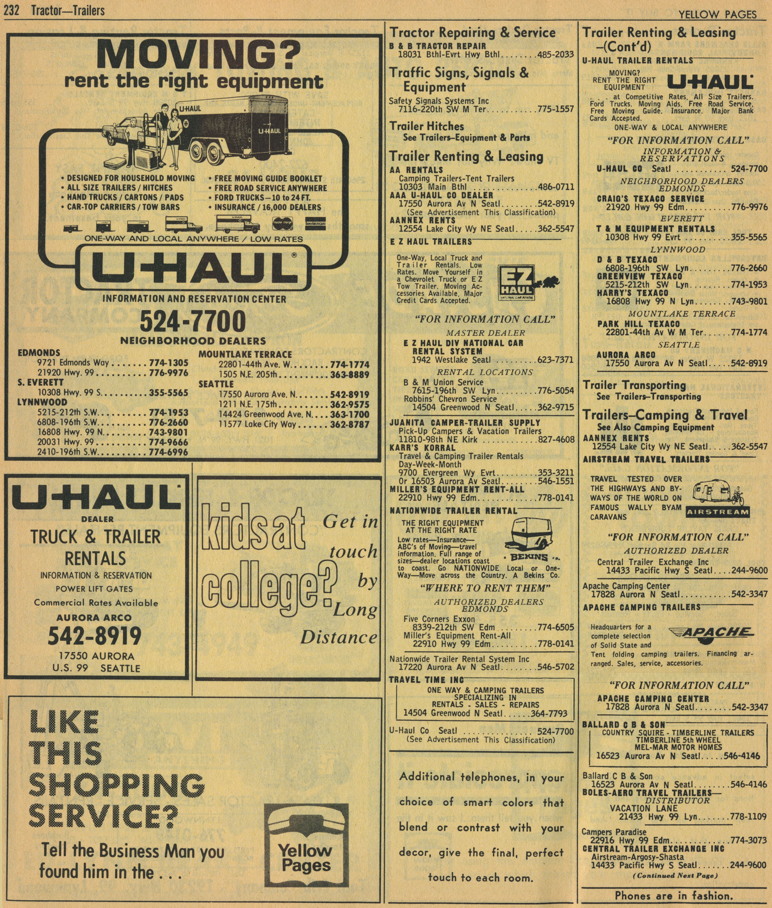 232 Tractor—Trailers
YELLOW PAGES
MOVING?
rent the right equipment
U-HAUL
U-HAUL
• DESIGNED FOR HOUSEHOLD MOVING
• ALL SIZE TRAILERS / HITCHES
• HAND TRUCKS / CARTONS / PADS
• CAR-TOP CARRIERS / TOW BARS
• FREE MOVING GUIDE BOOKLET
• FREE ROAD SERVICE ANYWHERE
• FORD TRUCKS—10 to 24 FT.
• INSURANCE / 16,000 DEALERS
ONE-WAY AND LOCAL ANYWHERE / LOW RATES
U-HAUL®
INFORMATION AND RESERVATION CENTER
524-7700
NEIGHBORHOOD DEALERS
EDMONDS
9721 Edmonds Way . . . . . . . . 774-1305
21920 Hwy. 99 . . . . . . . . . . 776-9976
S. EVERETT
10308 Hwy. 99 S. . . . . . . . . . 355-5565
LYNNWOOD
5215-212th S.W. . . . . . . . . . 774-1953
6808-196th S.W. . . . . . . . . . 776-2660
16808 Hwy. 99 N. . . . . . . . . 743-9801
20031 Hwy. 99 . . . . . . . . . . 774-9666
2410-196th S.W. . . . . . . . . . 774-6996
MOUNTLAKE TERRACE
22801-44th Ave. W. . . . . . . . 774-1774
1505 N.E. 205th . . . . . . . . . 363-8889
SEATTLE
17550 Aurora Ave. N. . . . . . . 542-8919
1211 N.E. 175th . . . . . . . . . 362-9575
14424 Greenwood Ave. N. . . . 363-1700
11577 Lake City Way . . . . . . 362-8787
U-HAUL®
DEALER
TRUCK & TRAILER
RENTALS
INFORMATION & RESERVATION
POWER LIFT GATES
Commercial Rates Available
AURORA ARCO
542-8919
17550 AURORA
U.S. 99 SEATTLE
kids at
college?
Get in
touch
by
Long
Distance
LIKE
THIS
SHOPPING
SERVICE?
Tell the Business Man you
found him in the . . .
Yellow
Pages
Tractor Repairing & Service
B & B TRACTOR REPAIR
18031 Bthl-Evrt Hwy Bthl. . . . . . . .485-2033
Traffic Signs, Signals &
Equipment
Safety Signals Systems Inc
7116-220th SW M Ter. . . . . . . . . .775-1557
Trailer Hitches
See Trailers–Equipment & Parts
Trailer Renting & Leasing
AA RENTALS
Camping Trailers-Tent Trailers
10303 Main Bthl . . . . . . . . . . . . .486-0711
AAA U-HAUL CO DEALER
17550 Aurora Av N Seatl. . . . . . . .542-8919
(See Advertisement This Classification)
AANNEX RENTS
12554 Lake City Wy NE Seatl . . . . .362-5547
E Z HAUL TRAILERS
One-Way, Local Truck and
Trailer Rentals. Low
Rates. Move Yourself in
a Chevrolet Truck or EZ
Tow Trailer. Moving Ac-
cessories Available, Major
Credit Cards Accepted.
EZ
HAUL
"FOR INFORMATION CALL"
MASTER DEALER
E Z HAUL DIV NATIONAL CAR
RENTAL SYSTEM
1942 Westlake Seatl . . . . . . . . .623-7371
RENTAL LOCATIONS
B & M Union Service
7615-196th SW Lyn. . . . . . . . . .776-5054
Robbins' Chevron Service
14504 Greenwood N Seatl. . . . . . .362-9715
JUANITA CAMPER-TRAILER SUPPLY
Pick-Up Campers & Vacation Trailers
11810-98th NE Kirk . . . . . . . . . .827-4608
KARR'S KORRAL
Travel & Camping Trailer Rentals
Day-Week-Month
9700 Evergreen Wy Evrt . . . . . . . .353-3211
Or 16503 Aurora Av N Seatl. . . . . .546-1551
MILLER'S EQUIPMENT RENT-ALL
22910 Hwy 99 Edm. . . . . . . . . . .778-0141
NATIONWIDE TRAILER RENTAL
THE RIGHT EQUIPMENT
AT THE RIGHT RATE
Low rates—Insurance—
ABC's of Moving—travel
information. Full range of
sizes—dealer locations coast
to coast. Go NATIONWIDE Local or One-
Way—Move across the Country. A Bekins Co.
BEKINS
"WHERE TO RENT THEM"
AUTHORIZED DEALERS
EDMONDS
Five Corners Exxon
8339-212th SW Edm . . . . . . . . .774-6505
Miller's Equipment Rent-All
22910 Hwy 99 Edm. . . . . . . . . .778-0141
Nationwide Trailer Rental System Inc
17220 Aurora Av N Seatl. . . . . . . .546-5702
TRAVEL TIME INC
ONE WAY & CAMPING TRAILERS
SPECIALIZING IN
RENTALS - SALES - REPAIRS
14504 Greenwood N Seatl. . . . .364-7793
U-Haul Co Seatl . . . . . . . . . . . . .524-7700
(See Advertisement This Classification)
Additional telephones, in your
choice of smart colors that
blend or contrast with your
decor, give the final, perfect
touch to each room.
Trailer Renting & Leasing
–(Cont'd)
U-HAUL TRAILER RENTALS
MOVING?
RENT THE RIGHT
EQUIPMENT
U-HAUL®
. . at Competitive Rates, All Size Trailers.
Ford Trucks. Moving Aids, Free Road Service,
Free Moving Guide. Insurance. Major Bank
Cards Accepted.
ONE-WAY & LOCAL ANYWHERE
"FOR INFORMATION CALL"
INFORMATION &
RESERVATIONS
U-HAUL CO Seatl . . . . . . . . . . . .524-7700
NEIGHBORHOOD DEALERS
EDMONDS
CRAIG'S TEXACO SERVICE
21920 Hwy 99 Edm. . . . . . . . . .776-9976
EVERETT
T & M EQUIPMENT RENTALS
10308 Hwy 99 Evrt . . . . . . . . . .355-5565
LYNNWOOD
D & B TEXACO
6808-196th SW Lyn. . . . . . . . . .776-2660
GREENVIEW TEXACO
5215-212th SW Lyn. . . . . . . . . .774-1953
HARRY'S TEXACO
16808 Hwy 99 N Lyn. . . . . . . . .743-9801
MOUNTLAKE TERRACE
PARK HILL TEXACO
22801-44th Av W M Ter. . . . . . . .774-1774
SEATTLE
AURORA ARCO
17550 Aurora Av N Seatl. . . . . . .542-8919
Trailer Transporting
See Trailers–Transporting
Trailers–Camping & Travel
See Also Camping Equipment
AANNEX RENTS
12554 Lake City Wy NE Seatl . . . . .362-5547
AIRSTREAM TRAVEL TRAILERS
TRAVEL TESTED OVER
THE HIGHWAYS AND BY-
WAYS OF THE WORLD ON
FAMOUS WALLY BYAM
CARAVANS
AIRSTREAM
"FOR INFORMATION CALL"
AUTHORIZED DEALER
Central Trailer Exchange Inc
14433 Pacific Hwy S Seatl . . . .244-9600
Apache Camping Center
17828 Aurora N Seatl. . . . . . . . . .542-3347
APACHE CAMPING TRAILERS
Headquarters for a
complete selection
of Solid State and
Tent folding camping trailers. Financing ar-
ranged. Sales, service, accessories.
APACHE
"FOR INFORMATION CALL"
APACHE CAMPING CENTER
17828 Aurora N Seatl. . . . . . . . .542-3347
BALLARD C B & SON
COUNTRY SQUIRE - TIMBERLINE TRAILERS
TIMBERLINE 5th WHEEL
MEL-MAR MOTOR HOMES
16523 Aurora Av N Seatl . . . . .546-4146
Ballard C B & Son
16523 Aurora Av N Seatl. . . . . . . .546-4146
BOLES-AERO TRAVEL TRAILERS—
DISTRIBUTOR
VACATION LANE
21433 Hwy 99 Lyn. . . . . . . . . .778-1109
Campers Paradise
22916 Hwy 99 Edm. . . . . . . . . . .774-3073
CENTRAL TRAILER EXCHANGE INC
Airstream-Argosy-Shasta
14433 Pacific Hwy S Seatl. . . . . . .244-9600
(Continued Next Page)
Phones are in fashion.